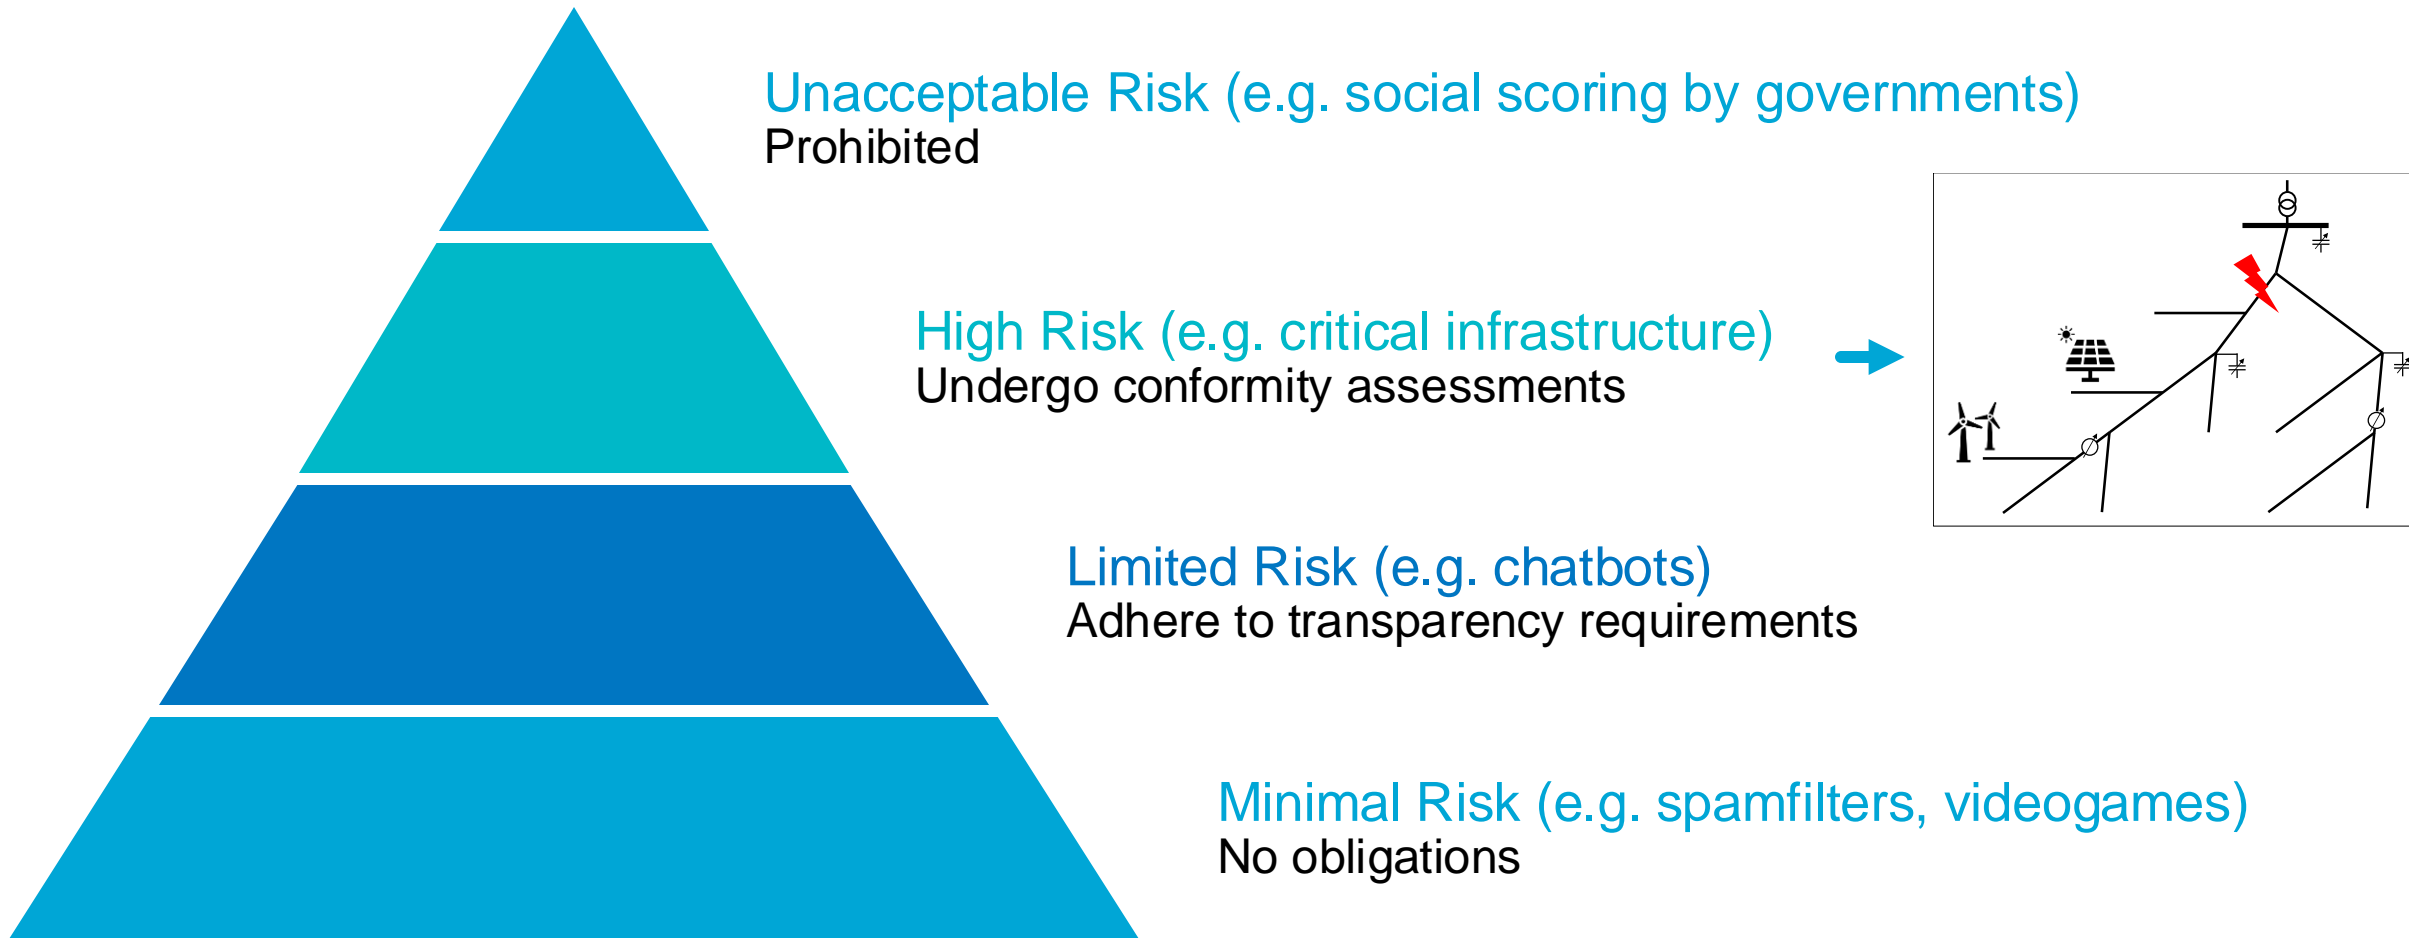 Unacceptable Risk (e.g. social scoring by governments)
Prohibited
High Risk (e.g. critical infrastructure)
Undergo conformity assessments
Limited Risk (e.g. chatbots)
Adhere to transparency requirements
Minimal Risk (e.g. spamfilters, videogames)
No obligations